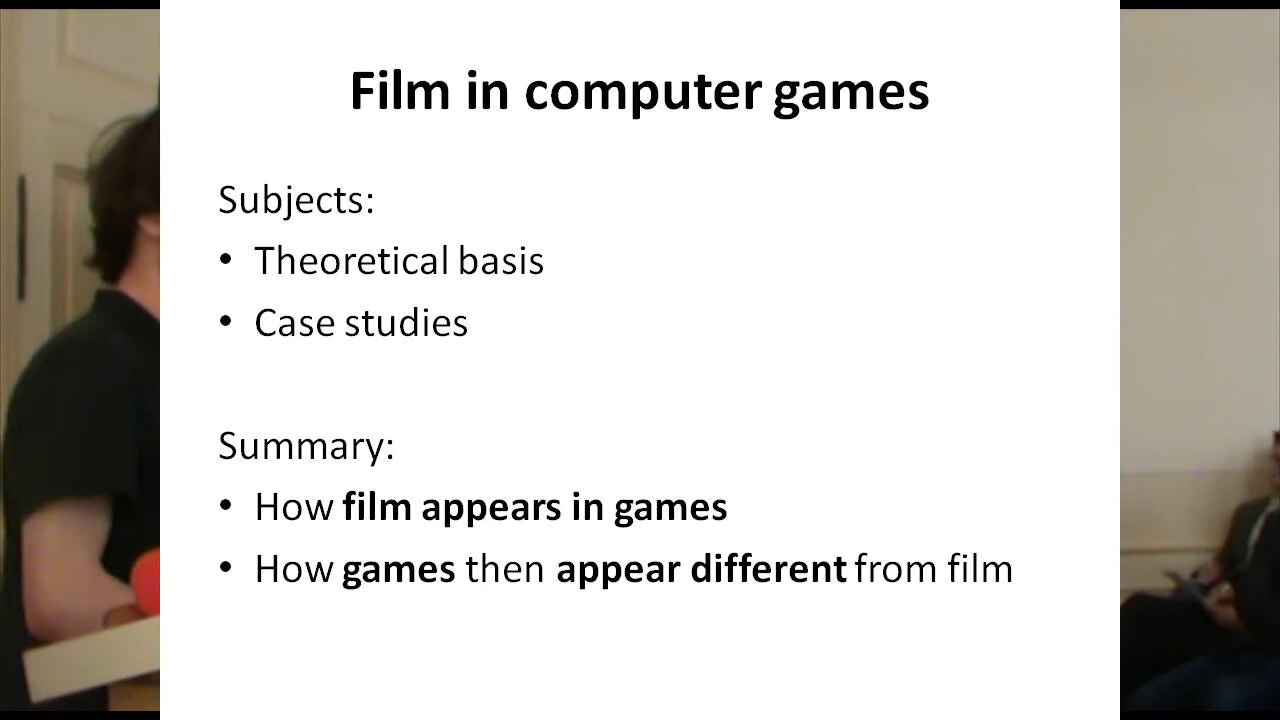 Film in computer games
Subjects:
• Theoretical basis
• Case studies
Summary:
• How film appears in games
• How games then appear different from film